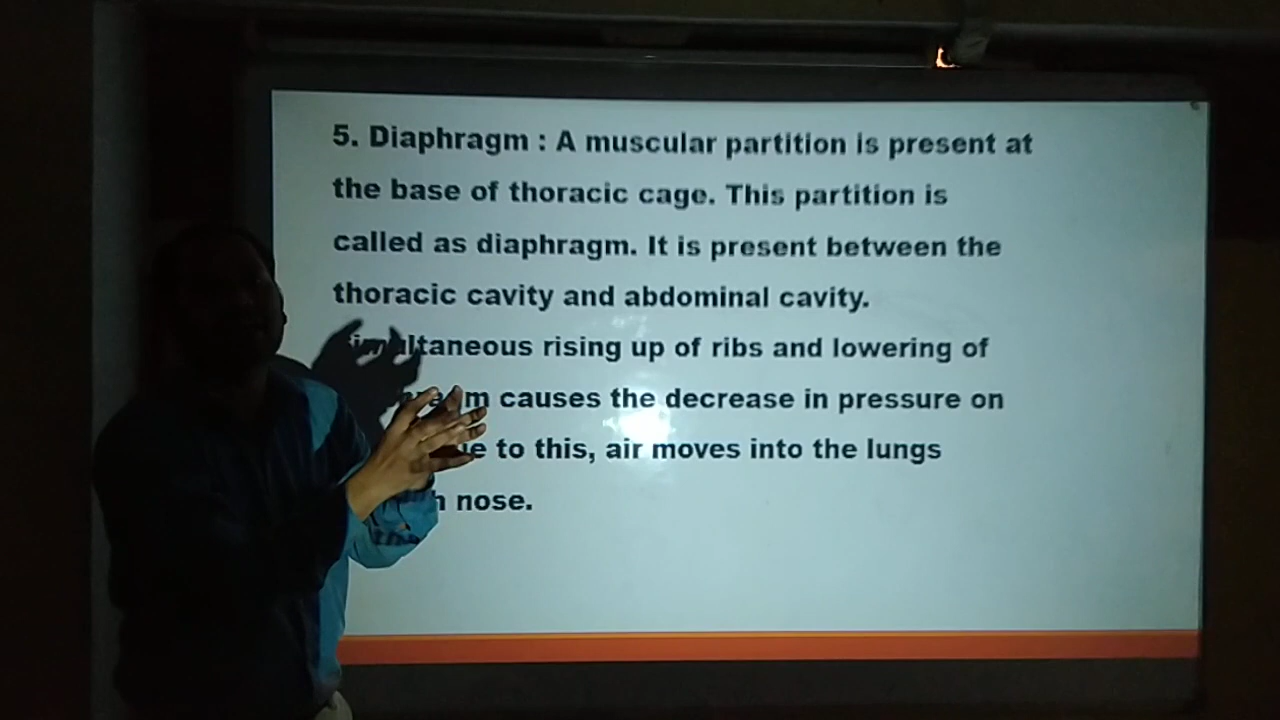 5. Diaphragm : A muscular partition is present at
the base of thoracic cage. This partition is
called as diaphragm. It is present between the
thoracic cavity and abdominal cavity.
Simultaneous rising up of ribs and lowering of
causes the decrease in pressure on
to this, air moves into the lungs
nose.